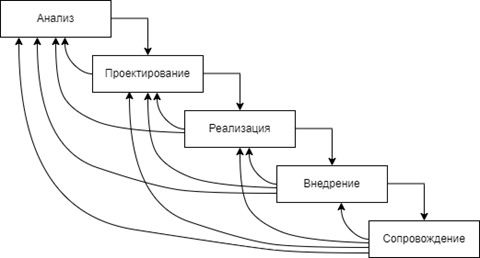 Анализ
Проектирование
Реализация
Внедрение
Сопровождение